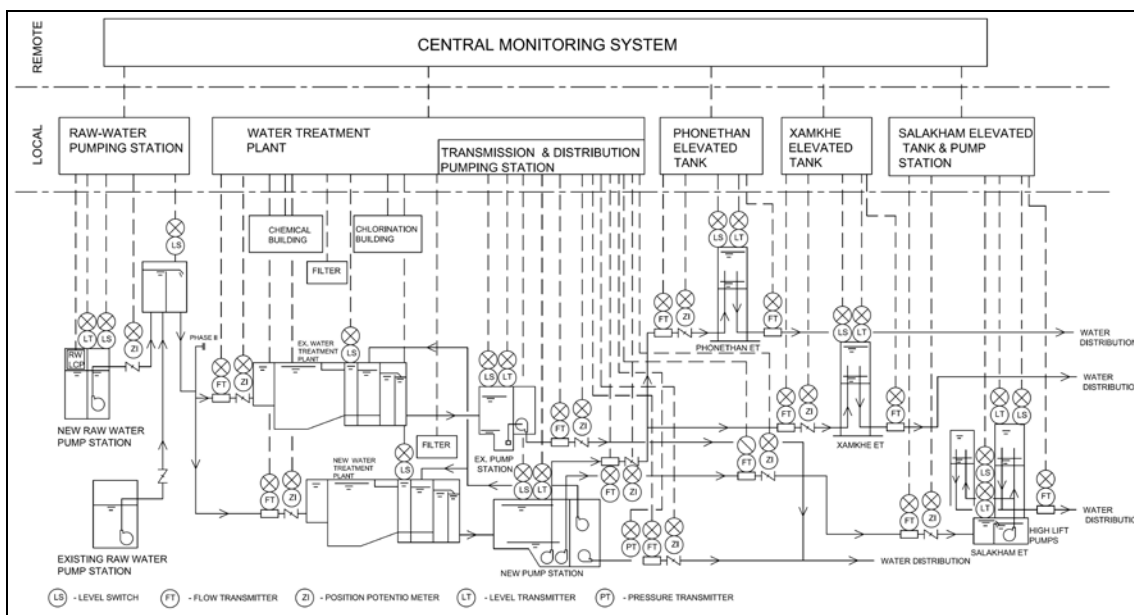 REMOTE
CENTRAL MONITORING SYSTEM
LOCAL
RAW-WATER
PUMPING STATION
WATER TREATMENT
PLANT
TRANSMISSION & DISTRIBUTION
PUMPING STATION
PHONETHAN
ELEVATED
TANK
XAMKHE
ELEVATED
TANK
SALAKHAM ELEVATED
TANK & PUMP
STATION
CHEMICAL
BUILDING
CHLORINATION
BUILDING
FILTER
LS
LS
LT
LT
LS
ZI
RW
LCP
PHASE II
EX. WATER
TREATMENT
PLANT
LS
FT
ZI
FT
ZI
FT
PHONETHAN ET
LS
LT
WATER
DISTRIBUTION
NEW RAW WATER
PUMP STATION
LS
LT
EX. PUMP
STATION
FT
ZI
FT
ZI
FT
XAMKHE ET
WATER
DISTRIBUTION
LT
LS
FILTER
NEW WATER
TREATMENT
PLANT
LS
LS
LT
FT
ZI
FT
ZI
LS
LT
FT
FT
ZI
EXISTING RAW WATER
PUMP STATION
FT
ZI
NEW PUMP STATION
PT
FT
ZI
WATER DISTRIBUTION
HIGH LIFT
PUMPS
SALAKHAM ET
WATER
DISTRIBUTION
LS - LEVEL SWITCH
FT - FLOW TRANSMITTER
ZI - POSITION POTENTIO METER
LT - LEVEL TRANSMITTER
PT - PRESSURE TRANSMITTER